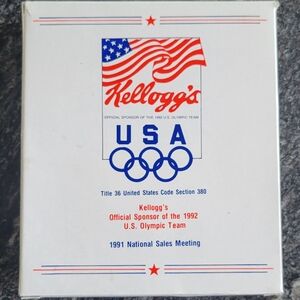 Kellogg's
OFFICIAL SPONSOR OF THE 1992 U.S. OLYMPIC TEAM
USA
Title 36 United States Code Section 380
Kellogg's
Official Sponsor of the 1992
U.S. Olympic Team
1991 National Sales Meeting